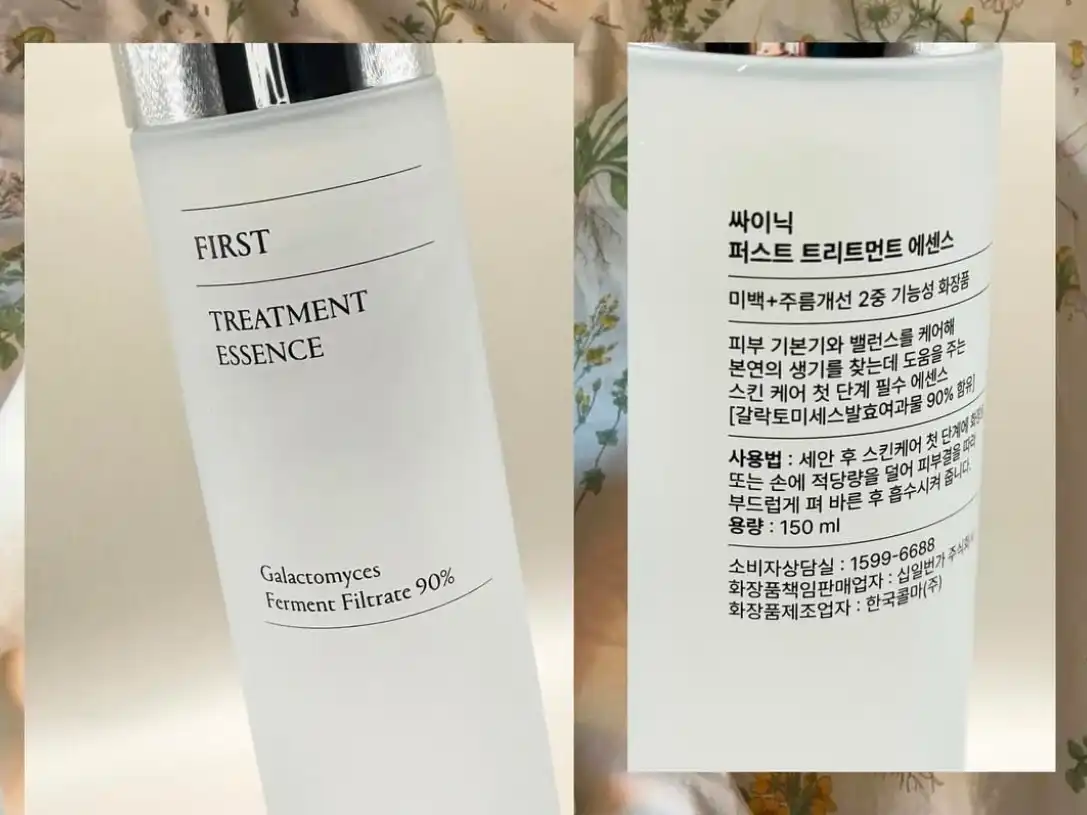 FIRST
TREATMENT
ESSENCE
Galactomyces
Ferment Filtrate 90%
싸이닉
퍼스트 트리트먼트 에센스
미백+주름개선 2중 기능성 화장품
피부 기본기와 밸런스를 케어해
본연의 생기를 찾는데 도움을 주는
스킨 케어 첫 단계 필수 에센스
[갈락토미세스발효여과물 90% 함유]
사용법 : 세안 후 스킨케어 첫 단계에
또는 손에 적당량을 덜어 피부결을 따라
부드럽게 펴 바른 후 흡수시켜 줍니다.
용량 : 150 ml
소비자상담실 : 1599-6688
화장품책임판매업자 : 십일번가
화장품제조업자 : 한국콜마(주)